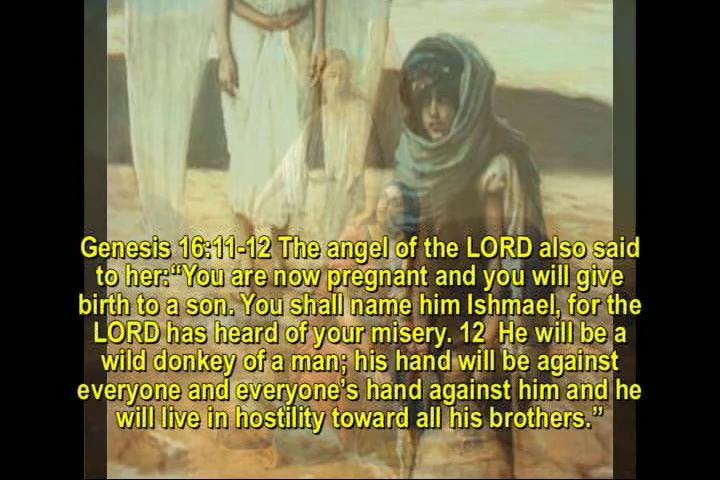 Genesis 16:11-12 The angel of the LORD also said
to her:“You are now pregnant and you will give
birth to a son. You shall name him Ishmael, for the
LORD has heard of your misery. 12 He will be a
wild donkey of a man; his hand will be against
everyone and everyone’s hand against him and he
will live in hostility toward all his brothers.”